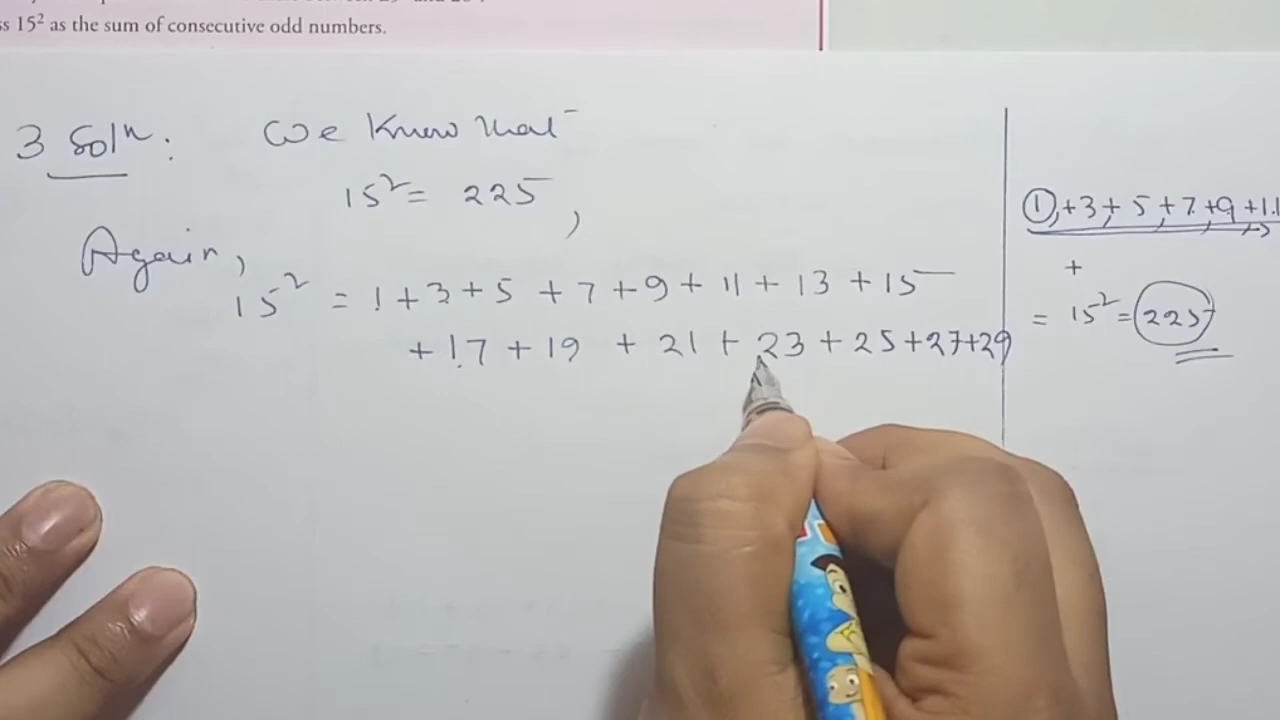 15² as the sum of consecutive odd numbers.
3 Solⁿ: We know that
15² = 225,
Again,
15² = 1 + 3 + 5 + 7 + 9 + 11 + 13 + 15
+ 17 + 19 + 21 + 23 + 25 + 27 + 29
1, +3, + 5, + 7, + 9, + 11
+
= 15² = 225